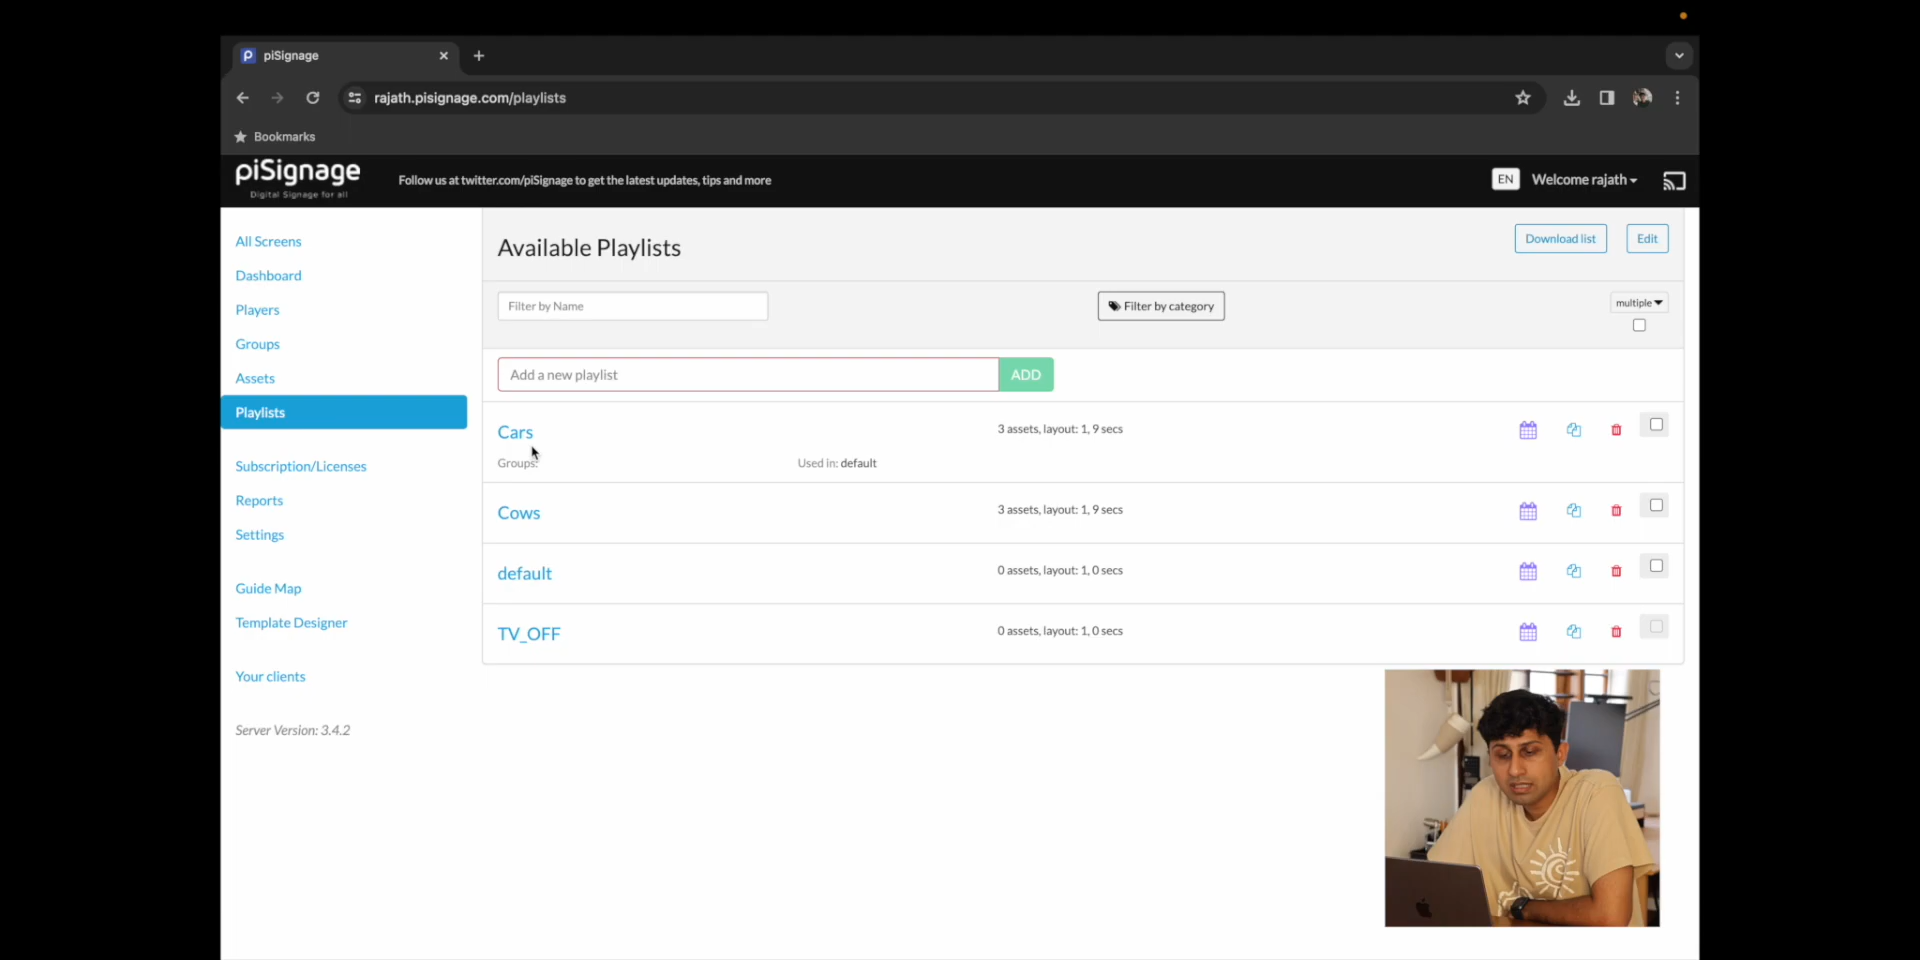 piSignage
rajath.pisignage.com/playlists
Bookmarks
piSignage
Digital Signage for all
Follow us at twitter.com/piSignage to get the latest updates, tips and more
EN
Welcome rajath
All Screens
Dashboard
Players
Groups
Assets
Playlists
Subscription/Licenses
Reports
Settings
Guide Map
Template Designer
Your clients
Server Version: 3.4.2
Available Playlists
Download list
Edit
Filter by Name
Filter by category
multiple
Add a new playlist
ADD
Cars
3 assets, layout: 1, 9 secs
Groups:
Used in: default
Cows
3 assets, layout: 1, 9 secs
default
0 assets, layout: 1, 0 secs
TV_OFF
0 assets, layout: 1, 0 secs